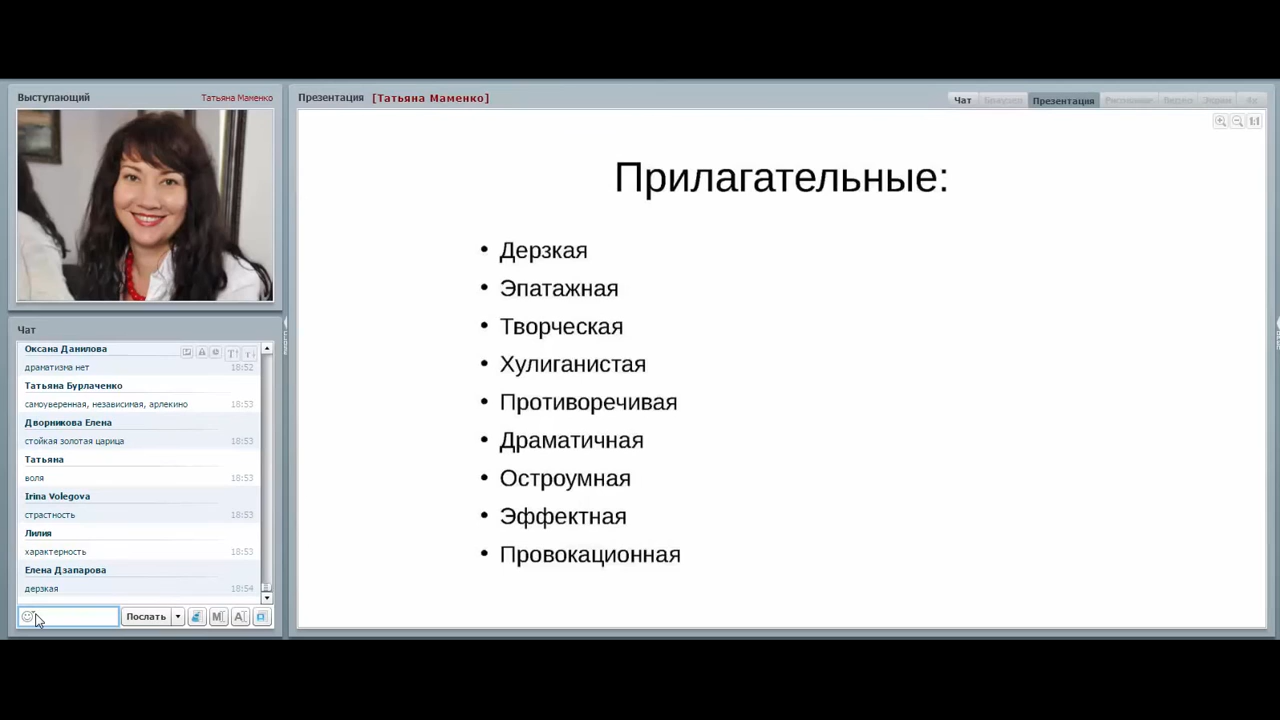 Выступающий
Татьяна Маменко
Презентация [Татьяна Маменко]
Чат
Презентация
1:1
Чат
Оксана Данилова
драматизма нет 18:52
Татьяна Бурлаченко
самоуверенная, независимая, арлекино 18:53
Дворникова Елена
стойкая золотая царица 18:53
Татьяна
воля 18:53
Irina Volegova
страстность 18:53
Лилия
характерность 18:53
Елена Дзапарова
дерзкая 18:54
Послать
Прилагательные:
• Дерзкая
• Эпатажная
• Творческая
• Хулиганистая
• Противоречивая
• Драматичная
• Остроумная
• Эффектная
• Провокационная